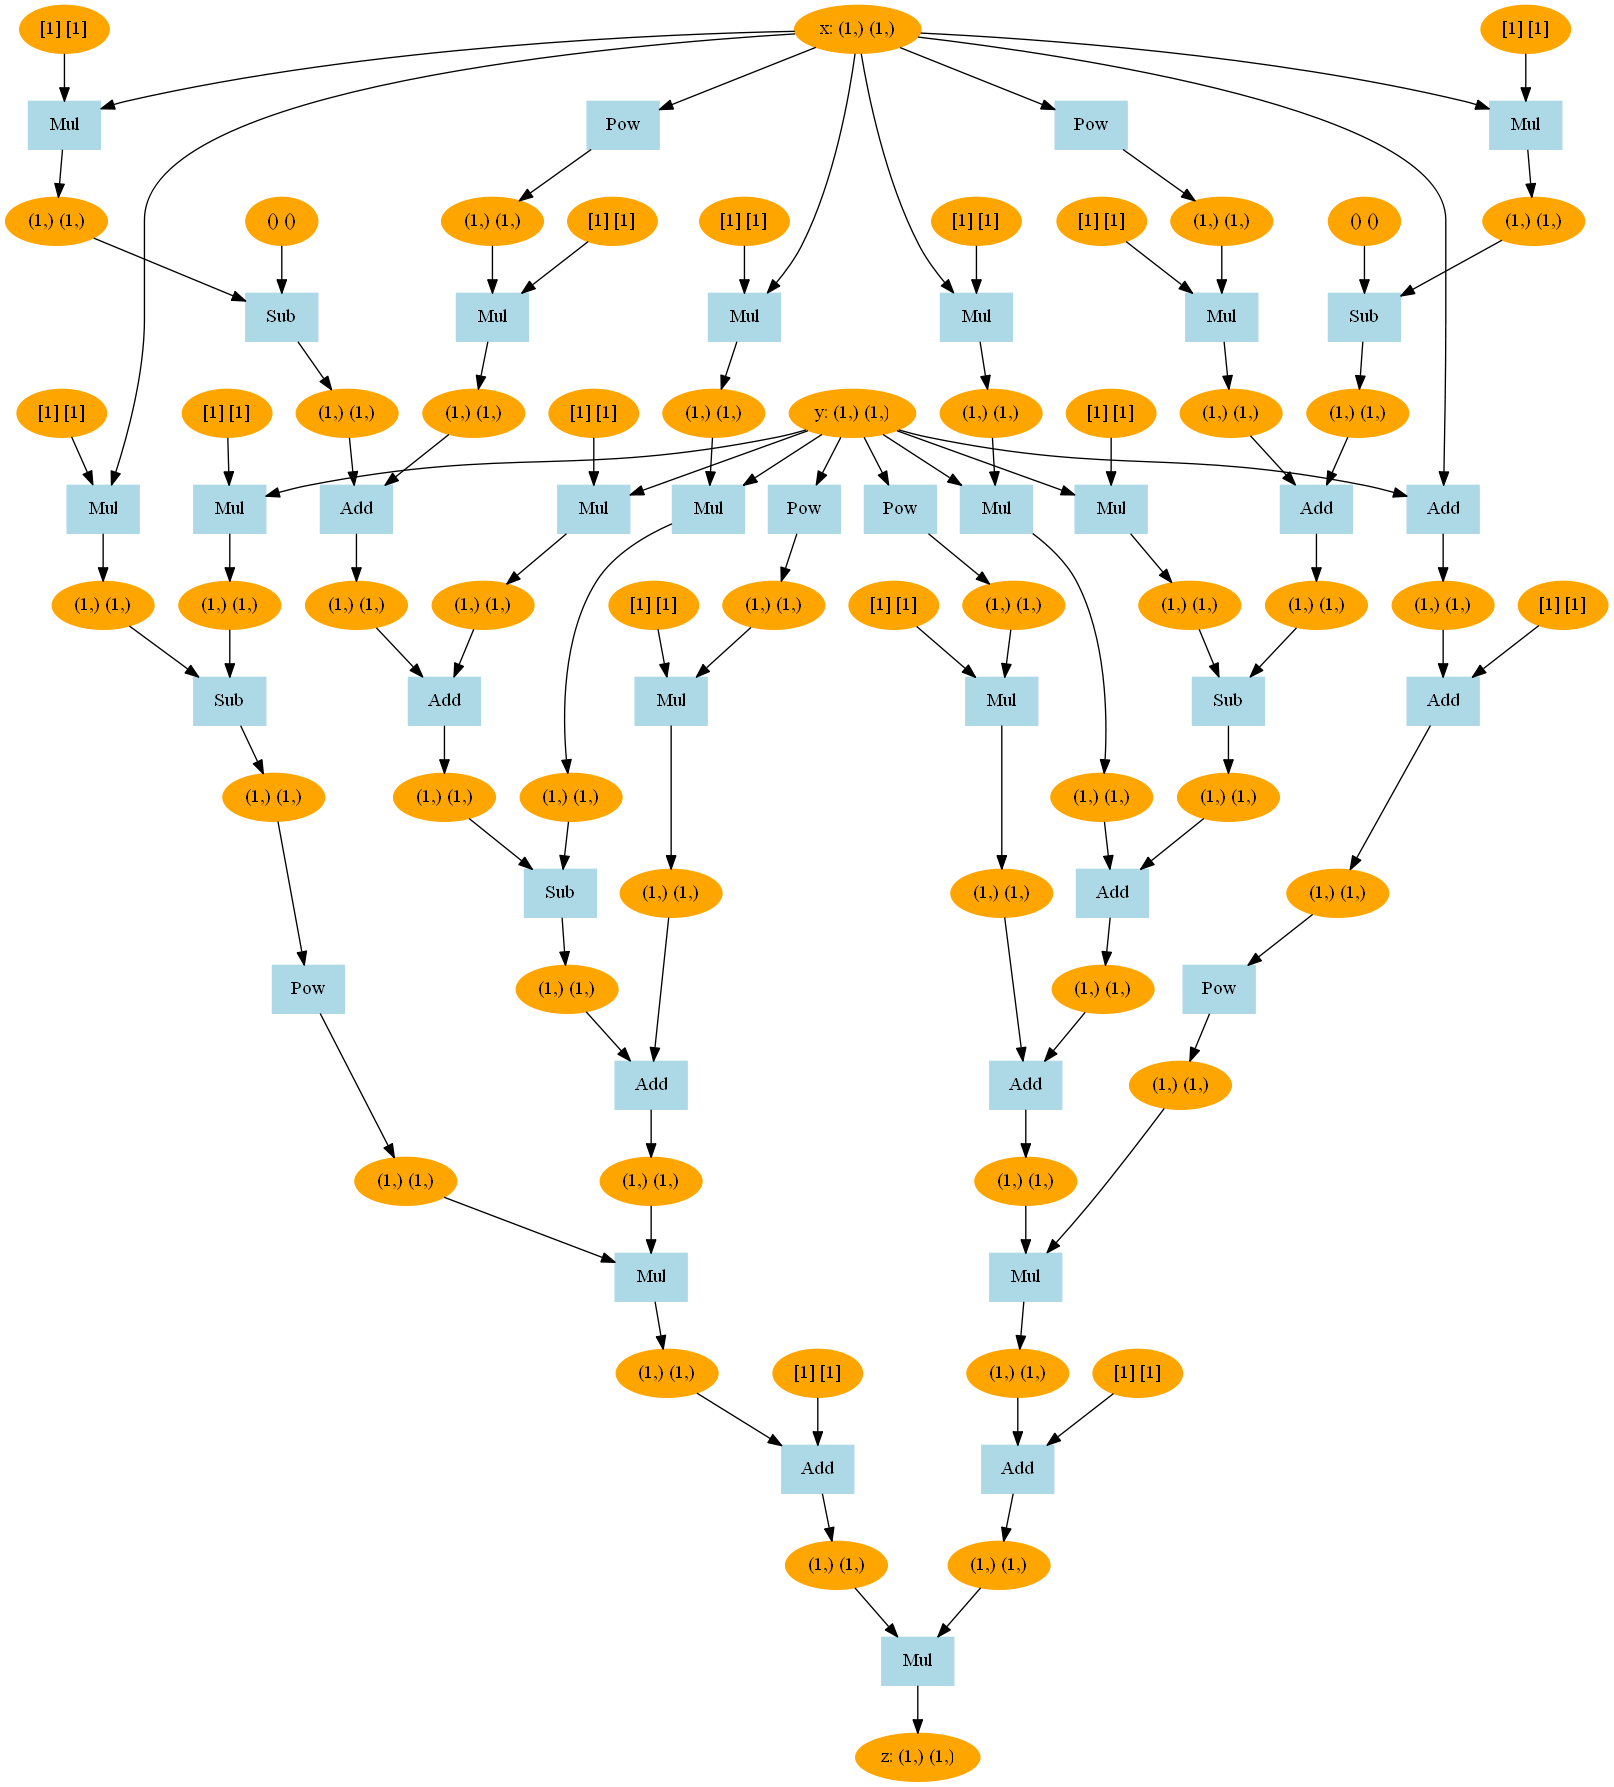 [1] [1]
x: (1,) (1,)
[1] [1]
Mul
Pow
Pow
Mul
(1,) (1,)
() ()
(1,) (1,)
[1] [1]
[1] [1]
[1] [1]
[1] [1]
(1,) (1,)
() ()
(1,) (1,)
Sub
Mul
Mul
Mul
Mul
Sub
[1] [1]
[1] [1]
(1,) (1,)
(1,) (1,)
[1] [1]
(1,) (1,)
y: (1,) (1,)
(1,) (1,)
[1] [1]
(1,) (1,)
(1,) (1,)
Mul
Mul
Add
Mul
Mul
Pow
Pow
Mul
Mul
Add
Add
(1,) (1,)
(1,) (1,)
(1,) (1,)
(1,) (1,)
[1] [1]
(1,) (1,)
[1] [1]
(1,) (1,)
(1,) (1,)
(1,) (1,)
(1,) (1,)
[1] [1]
Sub
Add
Mul
Mul
Sub
Add
(1,) (1,)
(1,) (1,)
(1,) (1,)
(1,) (1,)
(1,) (1,)
Sub
(1,) (1,)
(1,) (1,)
Add
(1,) (1,)
Pow
(1,) (1,)
(1,) (1,)
Pow
Add
Add
(1,) (1,)
(1,) (1,)
(1,) (1,)
(1,) (1,)
Mul
Mul
(1,) (1,)
[1] [1]
(1,) (1,)
[1] [1]
Add
Add
(1,) (1,)
(1,) (1,)
Mul
z: (1,) (1,)